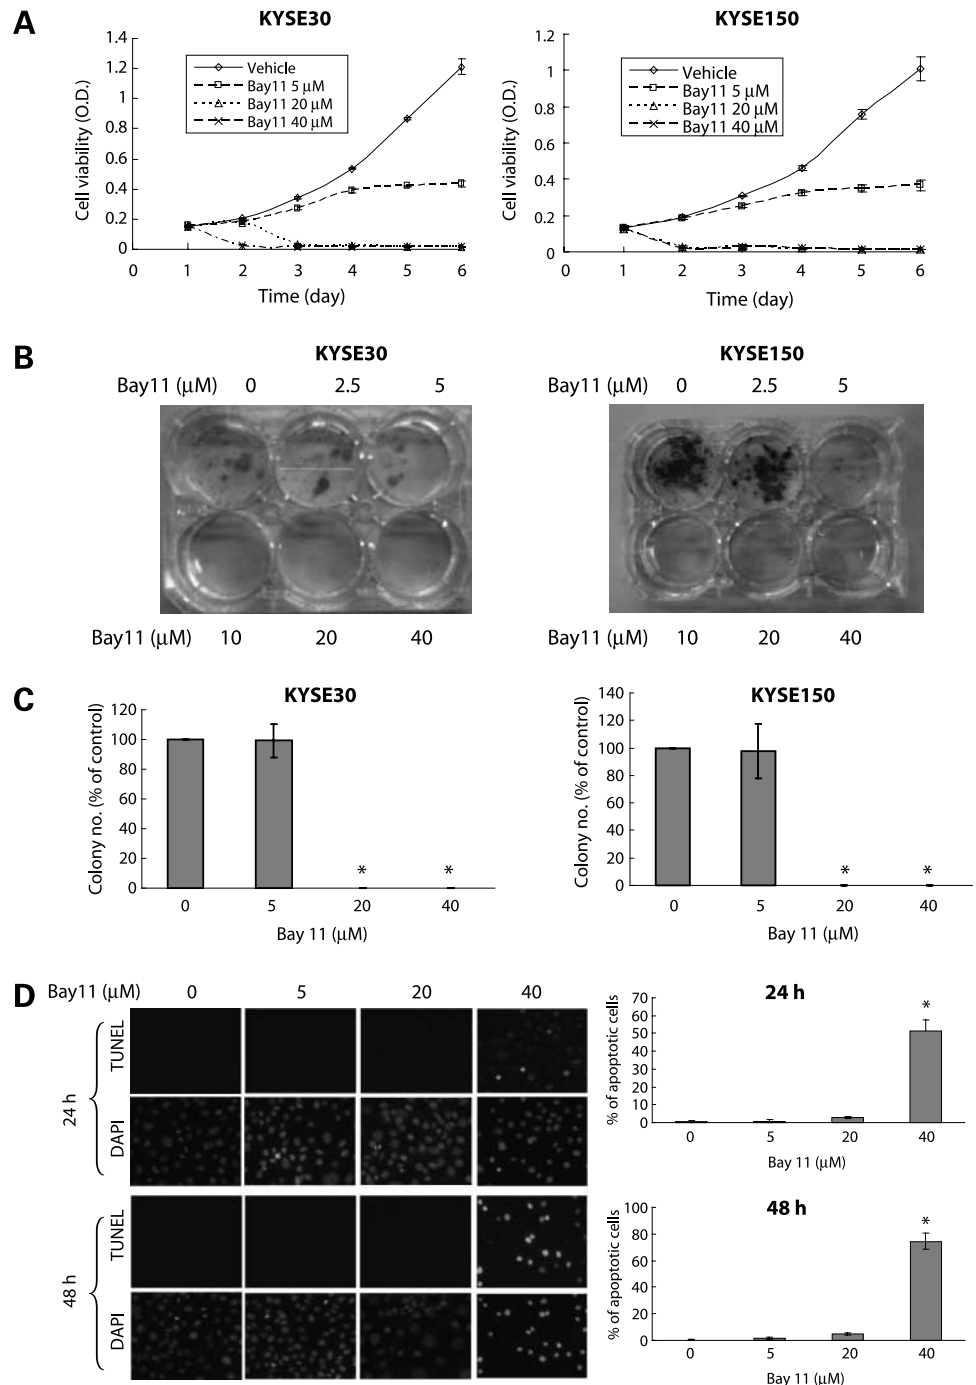 A
KYSE30
KYSE150
Cell viability (O.D.)
1.4
1.2
1
0.8
0.6
0.4
0.2
0
Vehicle
Bay11 5 μM
Bay11 20 μM
Bay11 40 μM
0 1 2 3 4 5 6
Time (day)
Cell viability (O.D.)
1.2
1
0.8
0.6
0.4
0.2
0
Vehicle
Bay11 5 μM
Bay11 20 μM
Bay11 40 μM
0 1 2 3 4 5 6
Time (day)
B
KYSE30
Bay11 (μM) 0 2.5 5
Bay11 (μM) 10 20 40
KYSE150
Bay11 (μM) 0 2.5 5
Bay11 (μM) 10 20 40
C
KYSE30
Colony no. (% of control)
120
100
80
60
40
20
0
* *
0 5 20 40
Bay 11 (μM)
KYSE150
Colony no. (% of control)
140
120
100
80
60
40
20
0
* *
0 5 20 40
Bay 11 (μM)
D
Bay11 (μM) 0 5 20 40
24 h
TUNEL
DAPI
48 h
TUNEL
DAPI
24 h
% of apoptotic cells
70
60
50
40
30
20
10
0
*
0 5 20 40
Bay 11 (μM)
48 h
% of apoptotic cells
100
80
60
40
20
0
*
0 5 20 40
Bay 11 (μM)